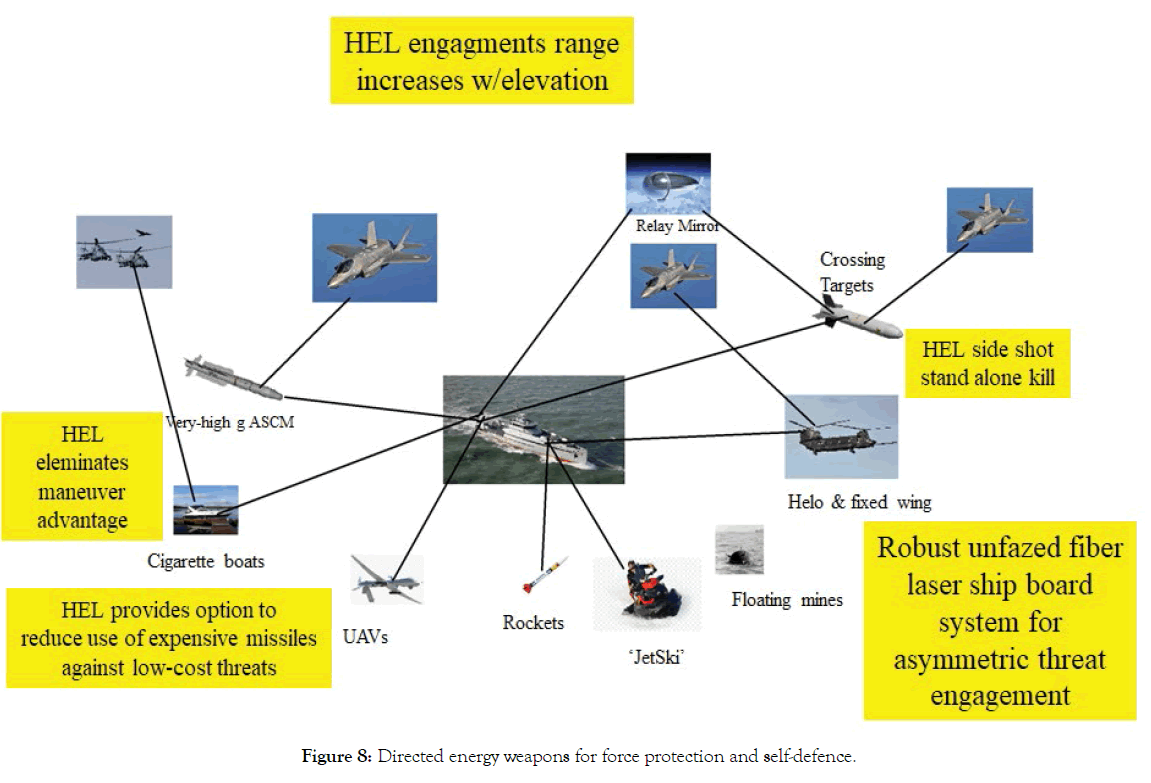 HEL engagments range
increases w/elevation
Relay Mirror
Crossing
Targets
HEL side shot
stand alone kill
Very-high g ASCM
HEL
eleminates
maneuver
advantage
Helo & fixed wing
Cigarette boats
Robust unfazed fiber
laser ship board
system for
asymmetric threat
engagement
HEL provides option to
reduce use of expensive missiles
against low-cost threats
UAVs
Rockets
‘JetSki’
Floating mines
Figure 8: Directed energy weapons for force protection and self-defence.